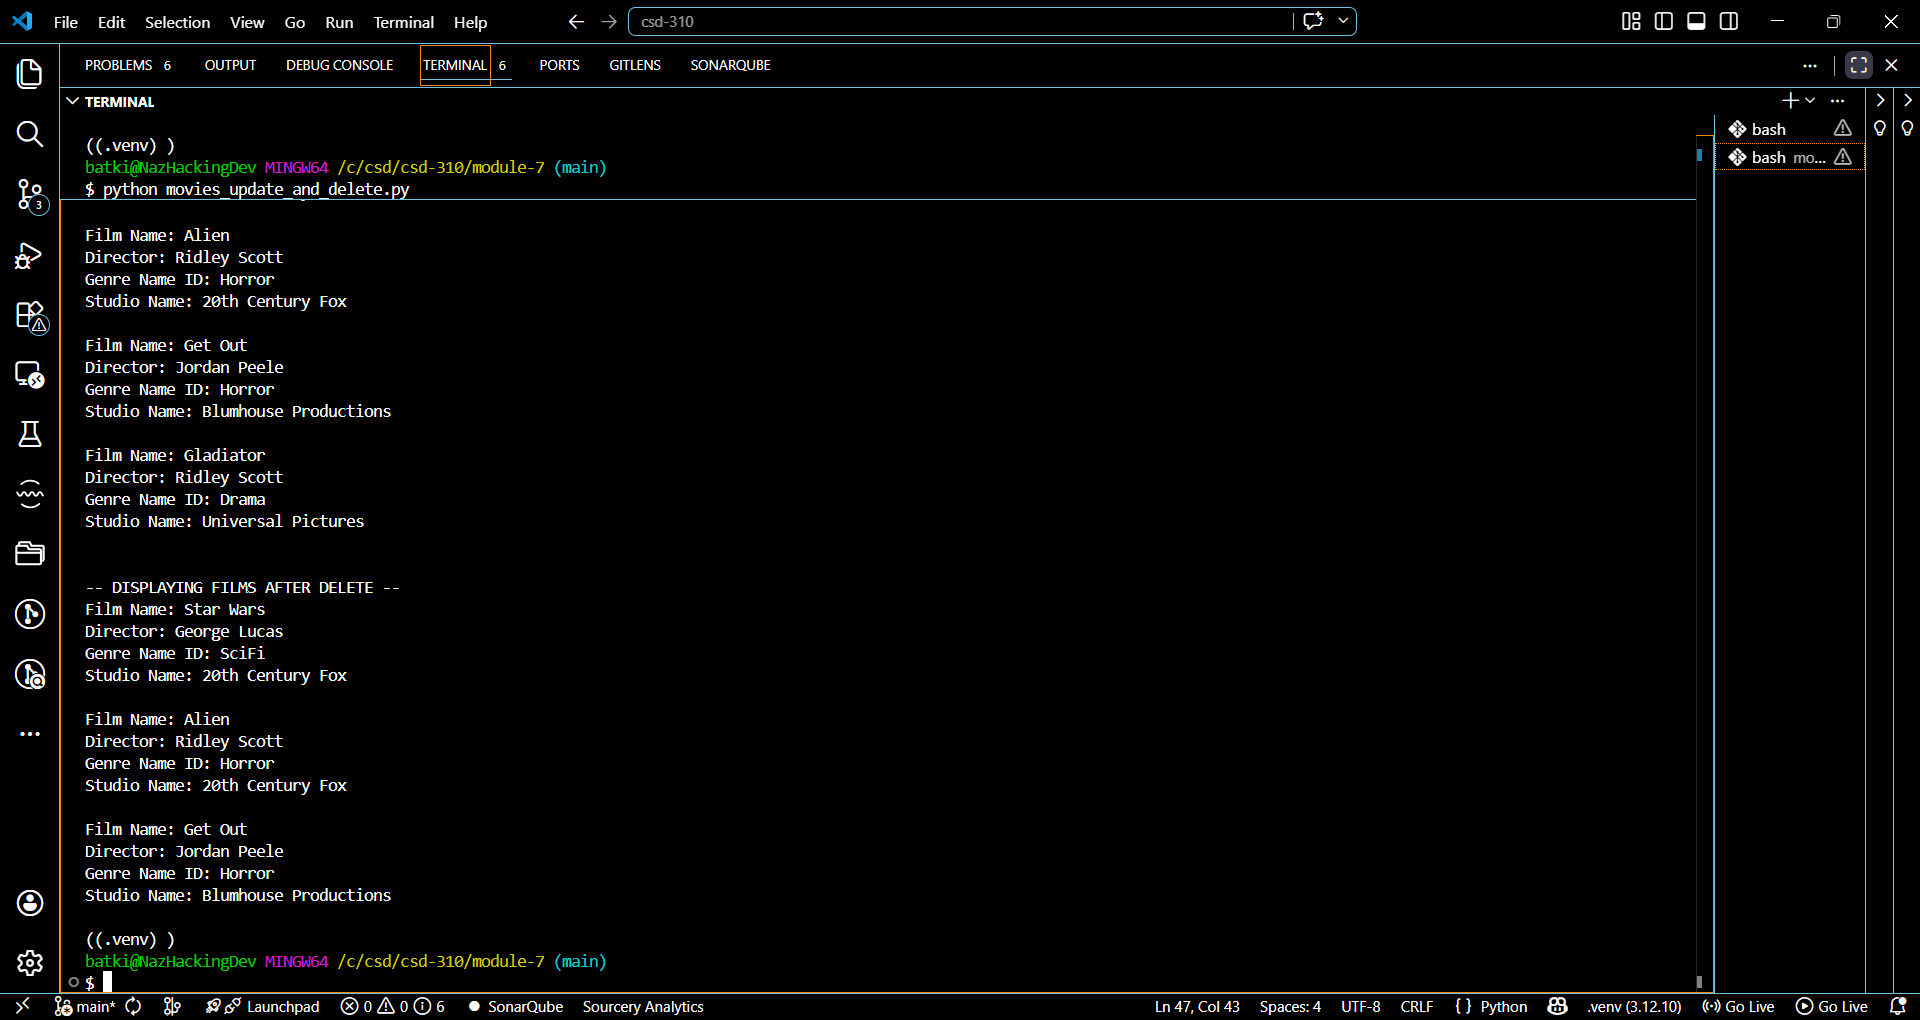 File Edit Selection View Go Run Terminal Help
csd-310
PROBLEMS 6 OUTPUT DEBUG CONSOLE TERMINAL 6 PORTS GITLENS SONARQUBE
TERMINAL
bash
bash mo...
((.venv) )
batki@NazHackingDev MINGW64 /c/csd/csd-310/module-7 (main)
$ python movies_update_and_delete.py
Film Name: Alien
Director: Ridley Scott
Genre Name ID: Horror
Studio Name: 20th Century Fox
Film Name: Get Out
Director: Jordan Peele
Genre Name ID: Horror
Studio Name: Blumhouse Productions
Film Name: Gladiator
Director: Ridley Scott
Genre Name ID: Drama
Studio Name: Universal Pictures
-- DISPLAYING FILMS AFTER DELETE --
Film Name: Star Wars
Director: George Lucas
Genre Name ID: SciFi
Studio Name: 20th Century Fox
Film Name: Alien
Director: Ridley Scott
Genre Name ID: Horror
Studio Name: 20th Century Fox
Film Name: Get Out
Director: Jordan Peele
Genre Name ID: Horror
Studio Name: Blumhouse Productions
((.venv) )
batki@NazHackingDev MINGW64 /c/csd/csd-310/module-7 (main)
$
3
main* Launchpad 0 0 6 SonarQube Sourcery Analytics Ln 47, Col 43 Spaces: 4 UTF-8 CRLF { } Python .venv (3.12.10) Go Live Go Live